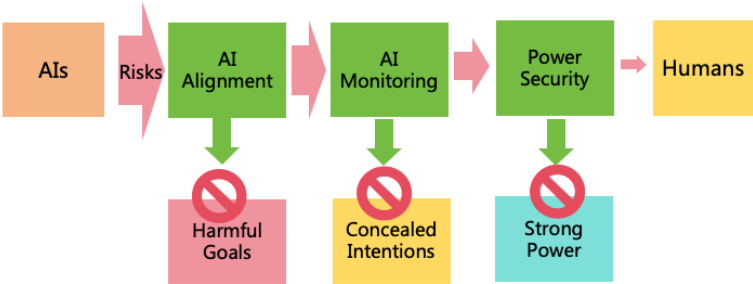 AIs
Risks
AI
Alignment
AI
Monitoring
Power
Security
Humans
Harmful
Goals
Concealed
Intentions
Strong
Power